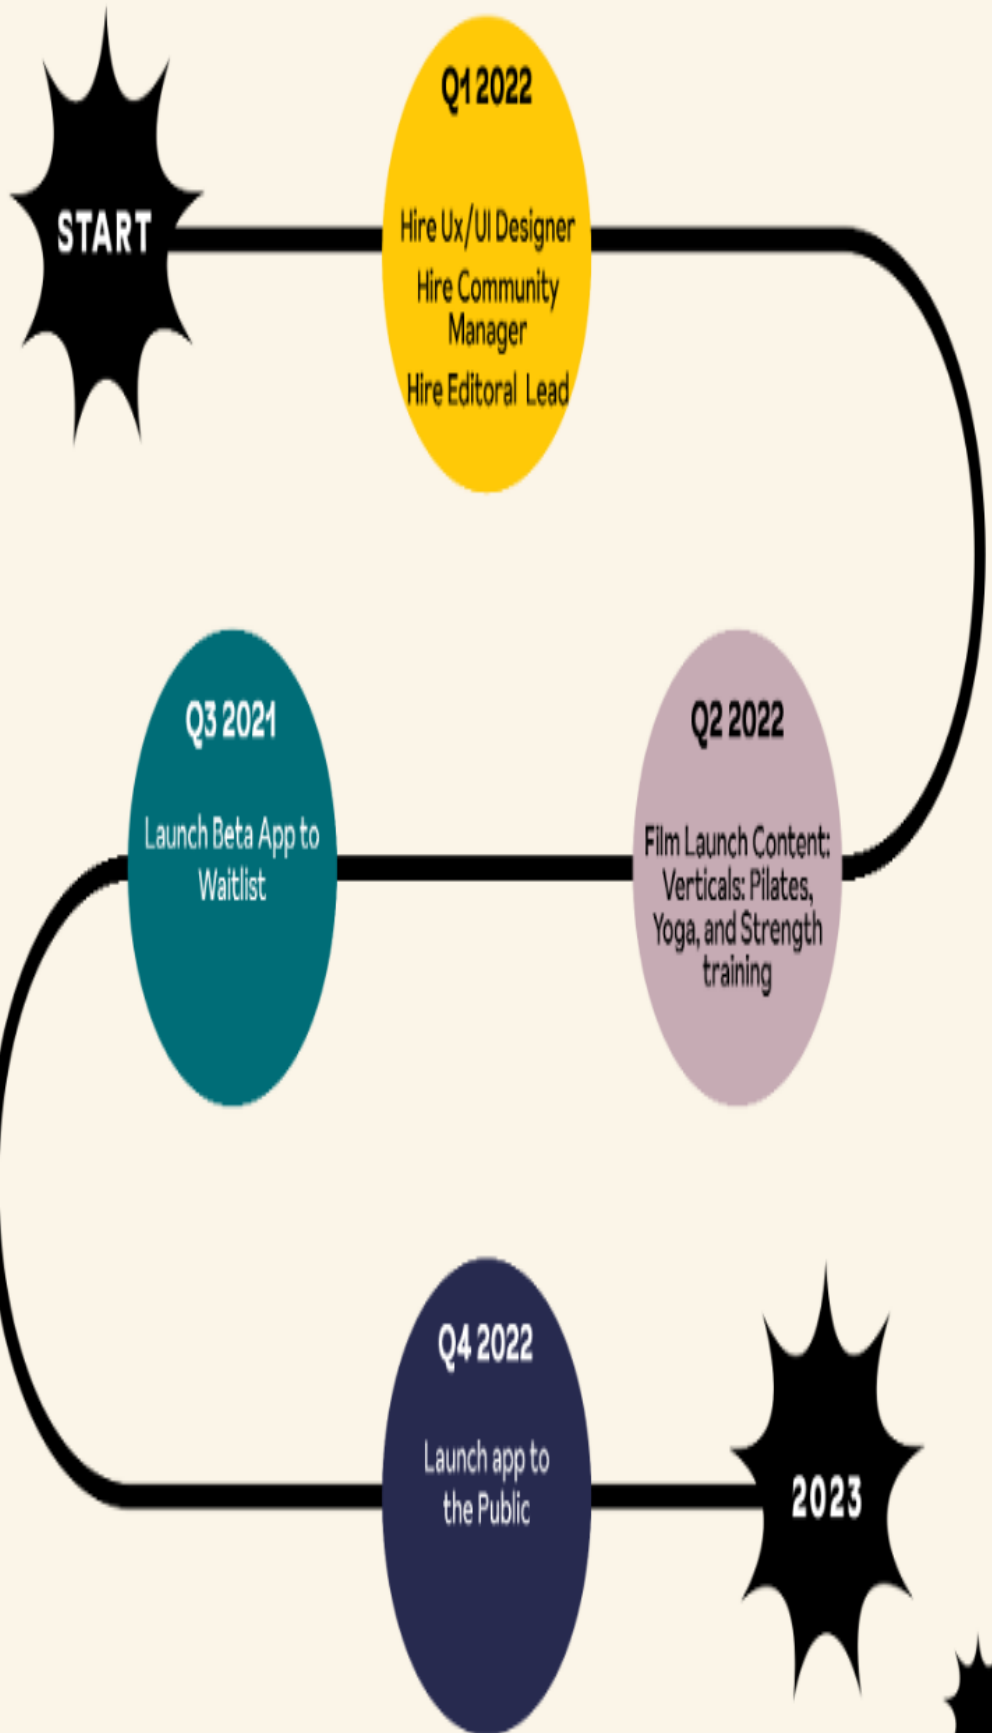 START
Q1 2022
Hire Ux/UI Designer
Hire Community
Manager
Hire Editoral Lead
Q2 2022
Film Launch Content:
Verticals: Pilates,
Yoga, and Strength
training
Q3 2021
Launch Beta App to
Waitlist
Q4 2022
Launch app to
the Public
2023